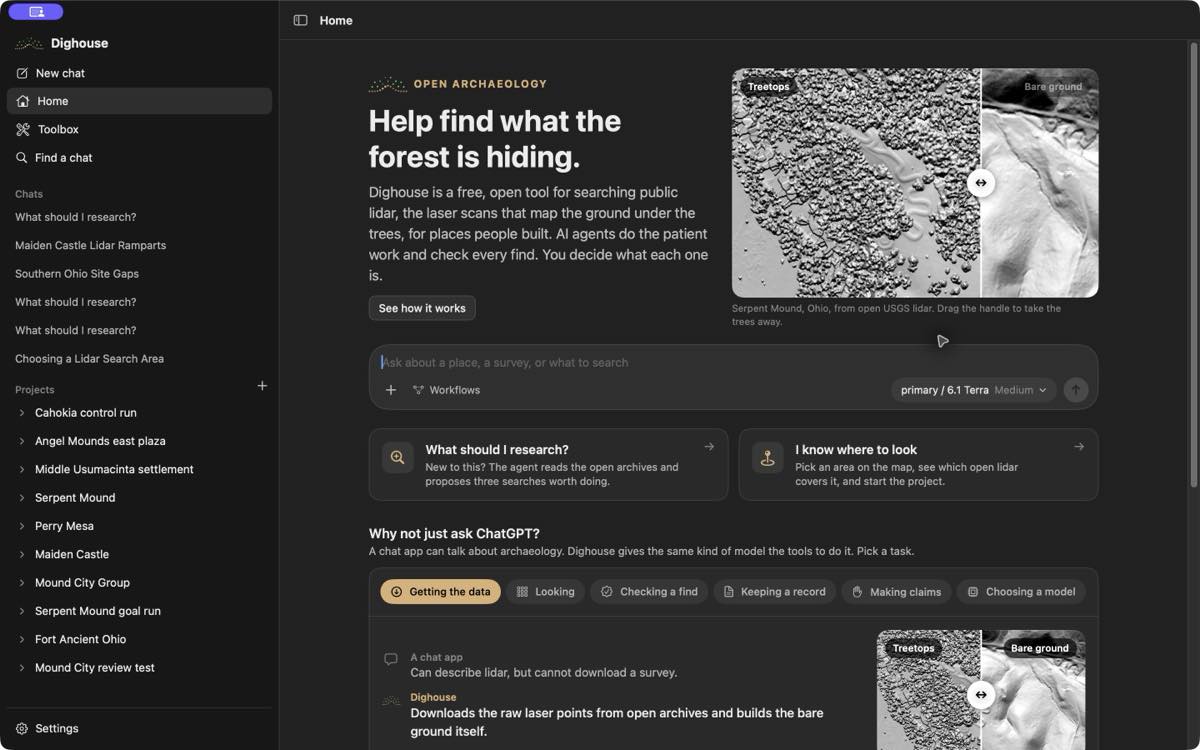 Dighouse
New chat
Home
Toolbox
Find a chat
Chats
What should I research?
Maiden Castle Lidar Ramparts
Southern Ohio Site Gaps
What should I research?
What should I research?
Choosing a Lidar Search Area
Projects
Cahokia control run
Angel Mounds east plaza
Middle Usumacinta settlement
Serpent Mound
Perry Mesa
Maiden Castle
Mound City Group
Serpent Mound goal run
Fort Ancient Ohio
Mound City review test
Settings
Home
OPEN ARCHAEOLOGY
Help find what the
forest is hiding.
Dighouse is a free, open tool for searching public
lidar, the laser scans that map the ground under the
trees, for places people built. AI agents do the patient
work and check every find. You decide what each one
is.
See how it works
Treetops
Bare ground
Serpent Mound, Ohio, from open USGS lidar. Drag the handle to take the
trees away.
Ask about a place, a survey, or what to search
Workflows
primary / 6.1 Terra Medium
What should I research?
New to this? The agent reads the open archives and
proposes three searches worth doing.
I know where to look
Pick an area on the map, see which open lidar
covers it, and start the project.
Why not just ask ChatGPT?
A chat app can talk about archaeology. Dighouse gives the same kind of model the tools to do it. Pick a task.
Getting the data
Looking
Checking a find
Keeping a record
Making claims
Choosing a model
A chat app
Can describe lidar, but cannot download a survey.
Dighouse
Downloads the raw laser points from open archives and builds the bare
ground itself.
Treetops
Bare ground